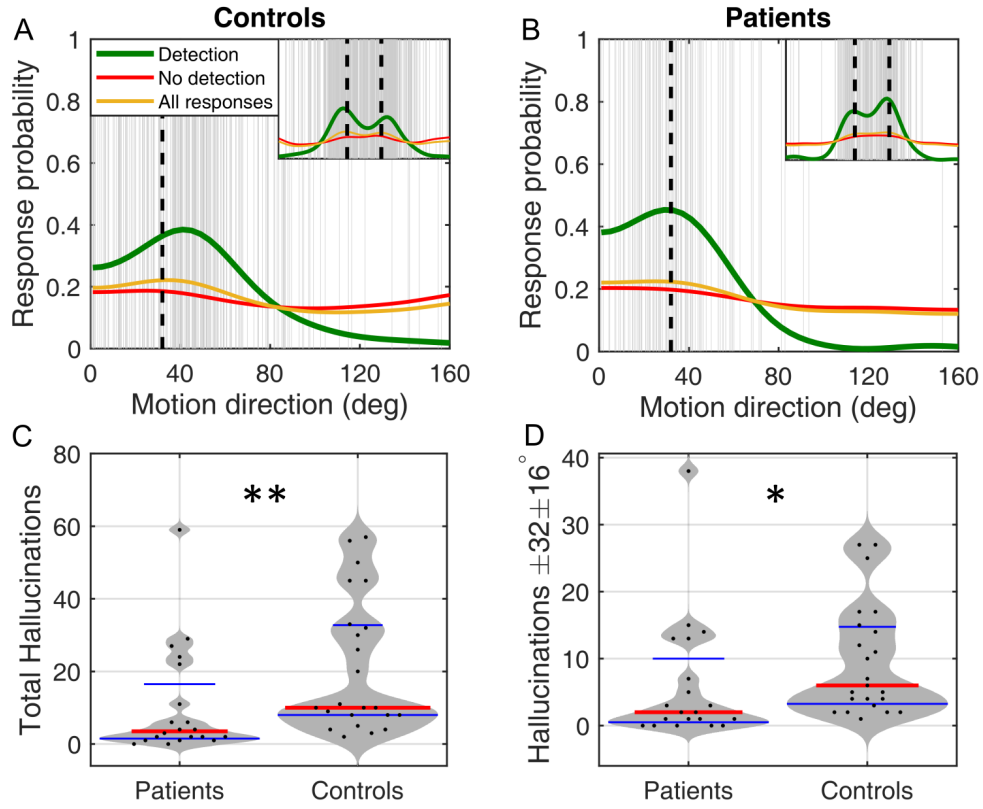 A
Controls
Response probability
1
0.8
0.6
0.4
0.2
0
Detection
No detection
All responses
0
40
80
120
160
Motion direction (deg)
B
Patients
Response probability
1
0.8
0.6
0.4
0.2
0
0
40
80
120
160
Motion direction (deg)
C
Total Hallucinations
80
60
40
20
0
**
Patients
Controls
D
Hallucinations ±32±16°
40
30
20
10
0
*
Patients
Controls